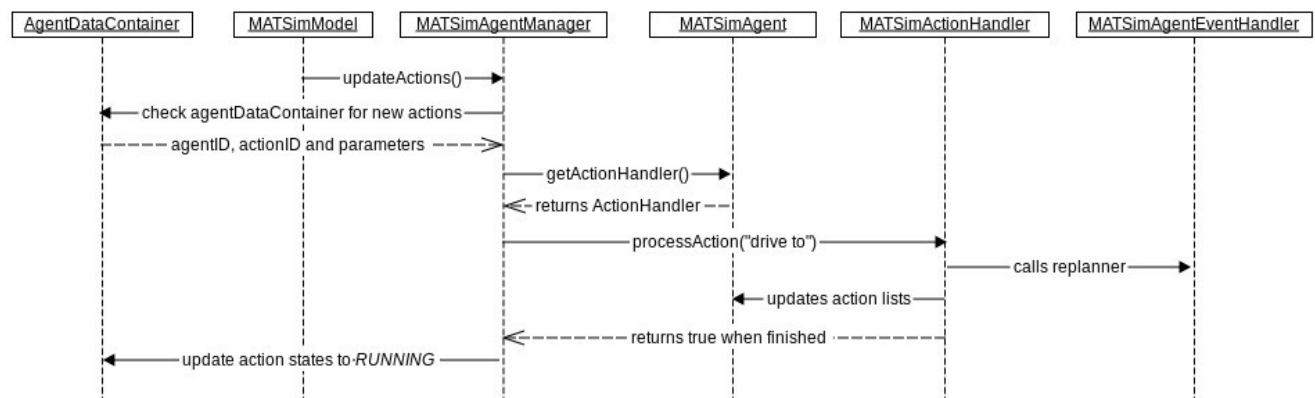 AgentDataContainer
MATSimModel
MATSimAgentManager
MATSimAgent
MATSimActionHandler
MATSimAgentEventHandler
updateActions()
check agentDataContainer for new actions
agentID, actionID and parameters
getActionHandler()
returns ActionHandler
processAction("drive to")
calls replanner
updates action lists
returns true when finished
update action states to RUNNING